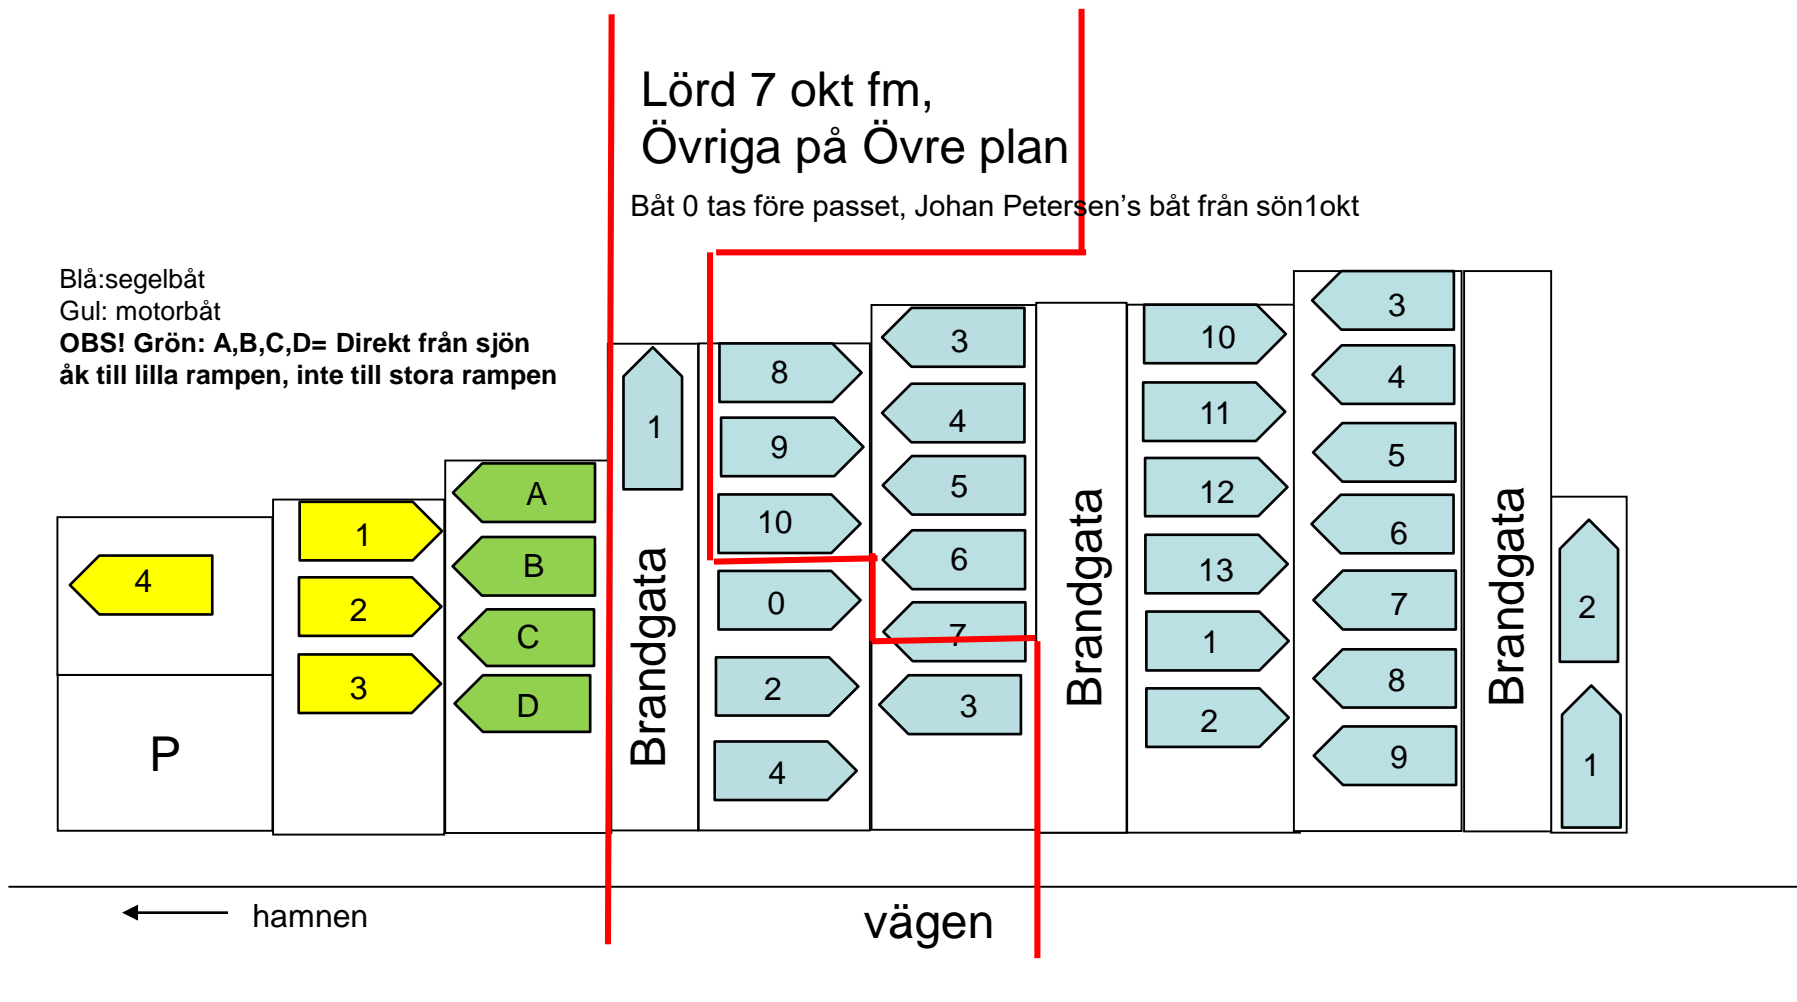 Lörd 7 okt fm,
Övriga på Övre plan
Båt 0 tas före passet, Johan Petersen’s båt från sön1okt
Blå:segelbåt
Gul: motorbåt
OBS! Grön: A,B,C,D= Direkt från sjön
åk till lilla rampen, inte till stora rampen
4
P
1
2
3
A
B
C
D
1
Brandgata
8
9
10
0
2
4
3
4
5
6
7
3
Brandgata
10
11
12
13
1
2
3
4
5
6
7
8
9
Brandgata
2
1
hamnen
vägen